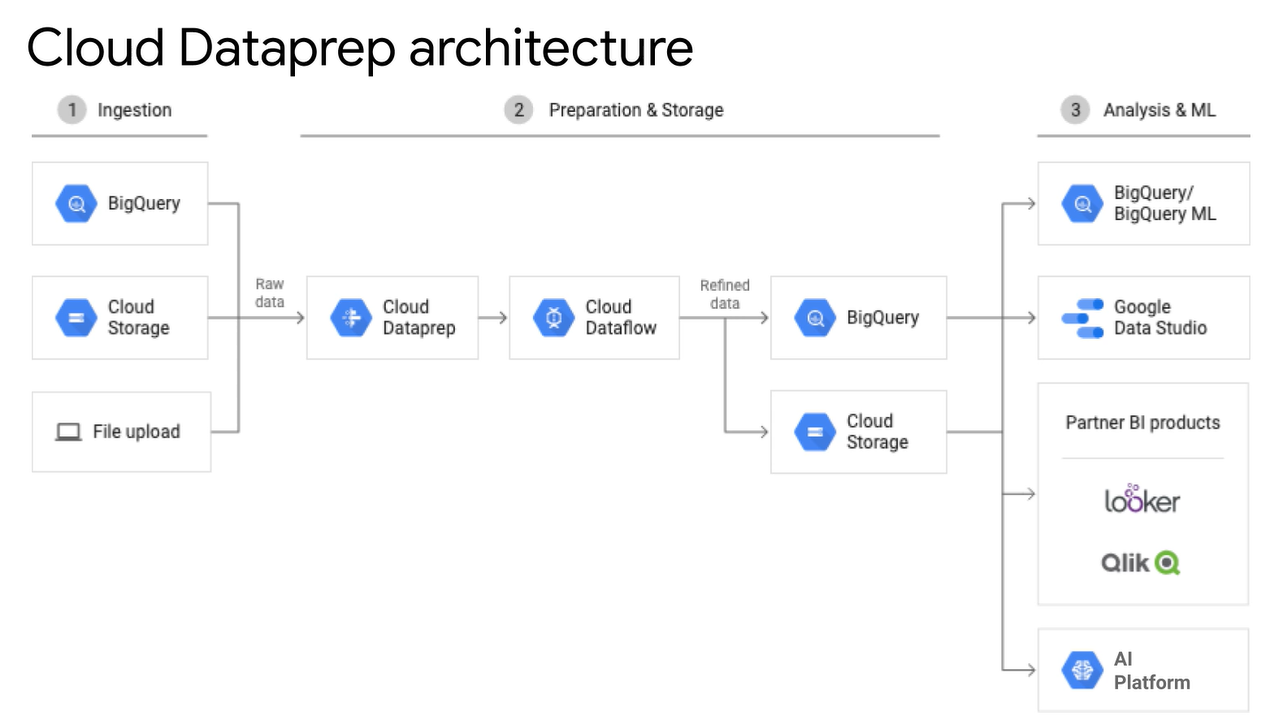 Cloud Dataprep architecture
1 Ingestion
2 Preparation & Storage
3 Analysis & ML
BigQuery
Cloud
Storage
File upload
Raw
data
Cloud
Dataprep
Cloud
Dataflow
Refined
data
BigQuery
Cloud
Storage
BigQuery/
BigQuery ML
Google
Data Studio
Partner BI products
looker
Qlik
AI
Platform